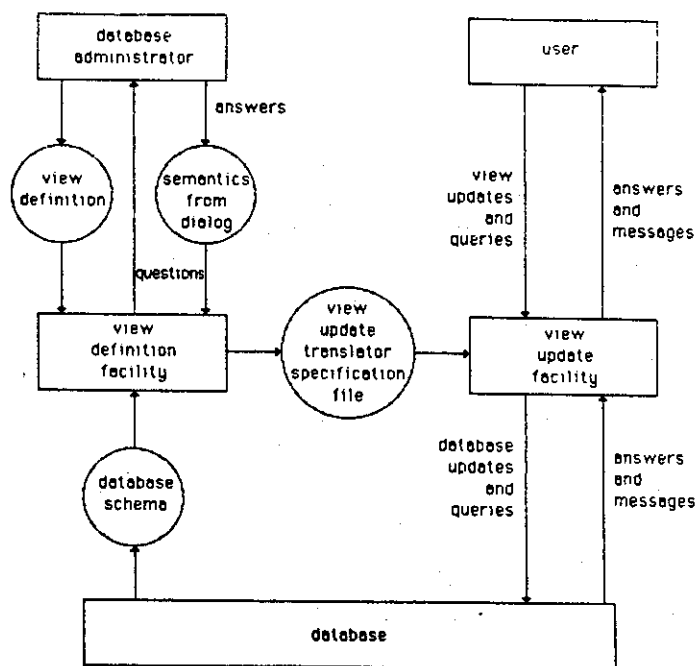 database
administrator
user
answers
view
definition
semantics
from
dialog
view
updates
and
queries
answers
and
messages
questions
view
definition
facility
view
update
translator
specification
file
view
update
facility
database
schema
database
updates
and
queries
answers
and
messages
database